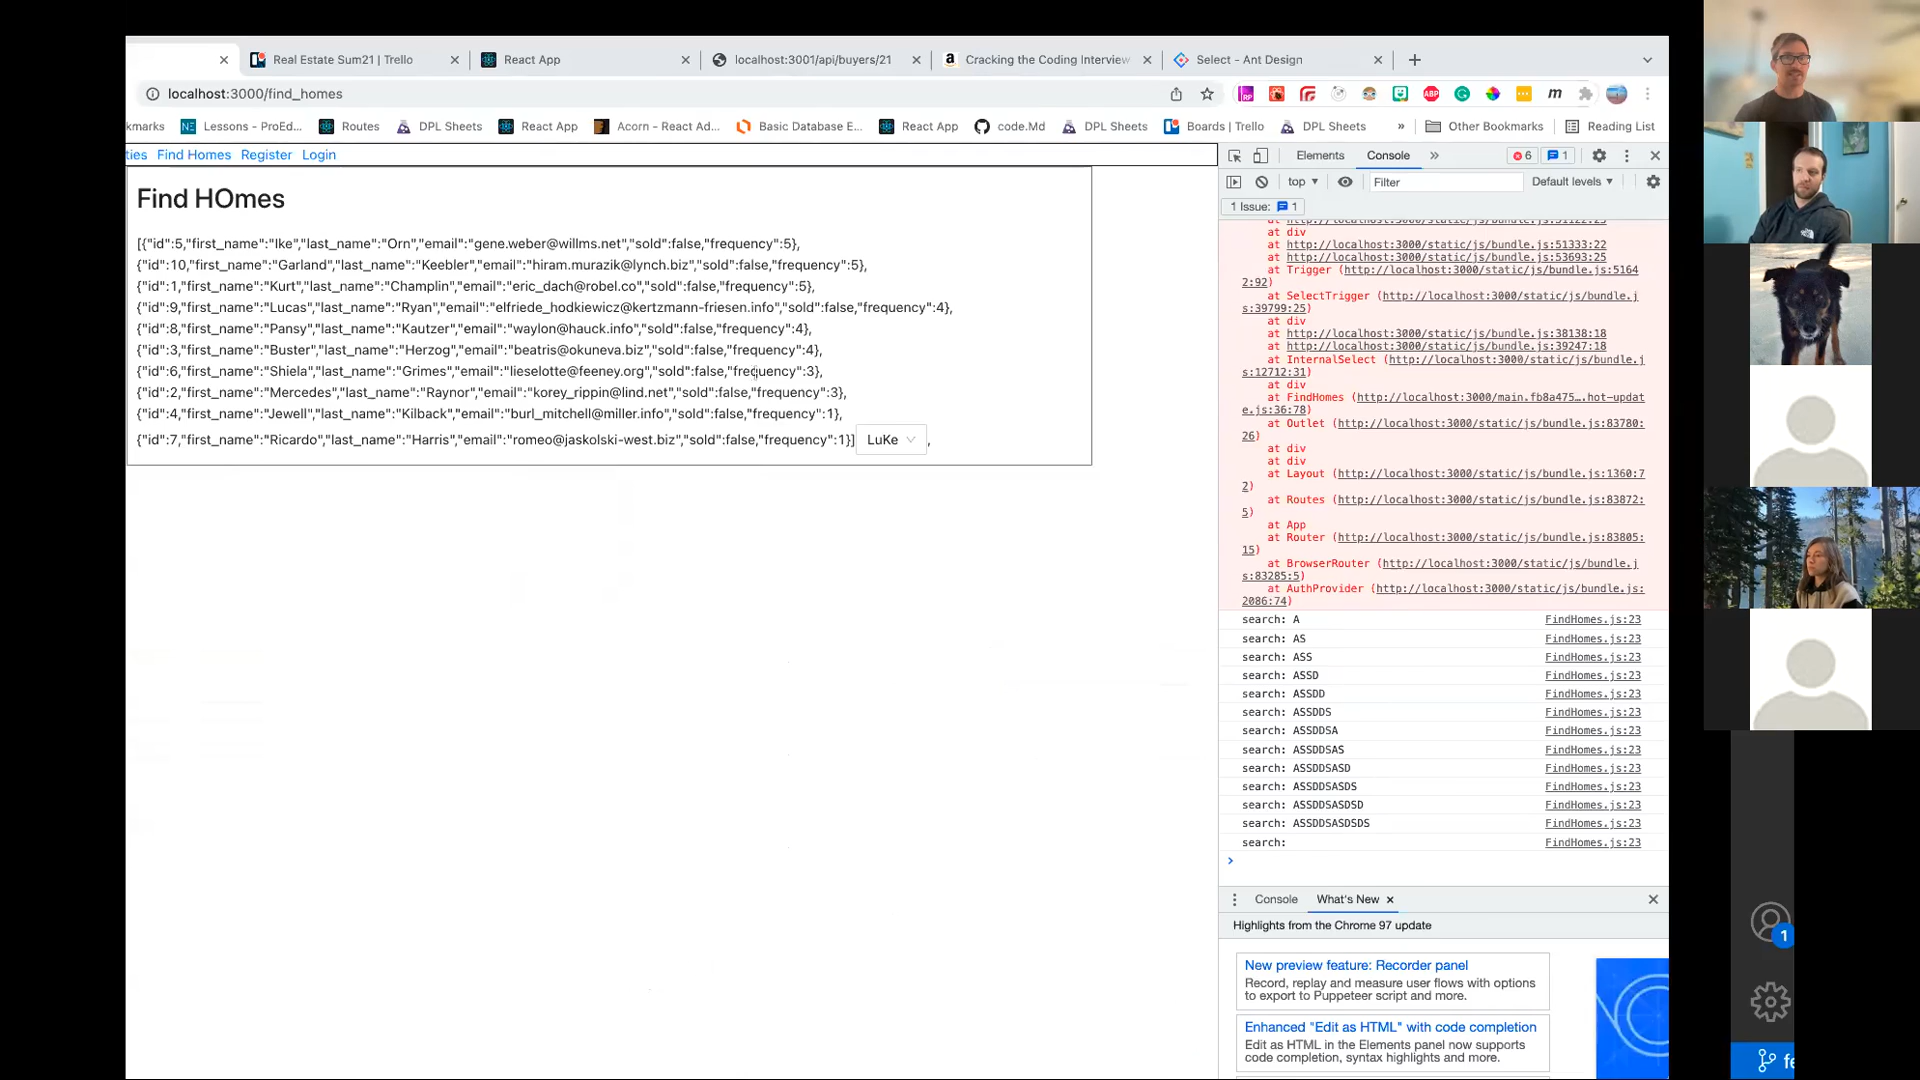 Real Estate Sum21 | Trello
React App
localhost:3001/api/buyers/21
Cracking the Coding Interview
Select - Ant Design
localhost:3000/find_homes
kmarks
Lessons - ProEd...
Routes
DPL Sheets
React App
Acorn - React Ad...
Basic Database E...
React App
code.Md
DPL Sheets
Boards | Trello
DPL Sheets
»
Other Bookmarks
Reading List
ties Find Homes Register Login
Find HOmes
[{"id":5,"first_name":"Ike","last_name":"Orn","email":"gene.weber@willms.net","sold":false,"frequency":5},
{"id":10,"first_name":"Garland","last_name":"Keebler","email":"hiram.murazik@lynch.biz","sold":false,"frequency":5},
{"id":1,"first_name":"Kurt","last_name":"Champlin","email":"eric_dach@robel.co","sold":false,"frequency":5},
{"id":9,"first_name":"Lucas","last_name":"Ryan","email":"elfriede_hodkiewicz@kertzmann-friesen.info","sold":false,"frequency":4},
{"id":8,"first_name":"Pansy","last_name":"Kautzer","email":"waylon@hauck.info","sold":false,"frequency":4},
{"id":3,"first_name":"Buster","last_name":"Herzog","email":"beatris@okuneva.biz","sold":false,"frequency":4},
{"id":6,"first_name":"Shiela","last_name":"Grimes","email":"lieselotte@feeney.org","sold":false,"frequency":3},
{"id":2,"first_name":"Mercedes","last_name":"Raynor","email":"korey_rippin@lind.net","sold":false,"frequency":3},
{"id":4,"first_name":"Jewell","last_name":"Kilback","email":"burl_mitchell@miller.info","sold":false,"frequency":1},
{"id":7,"first_name":"Ricardo","last_name":"Harris","email":"romeo@jaskolski-west.biz","sold":false,"frequency":1}] LuKe ,
Elements Console » 6 1
top Filter Default levels
1 Issue: 1
at div
at http://localhost:3000/static/js/bundle.js:51333:22
at http://localhost:3000/static/js/bundle.js:53693:25
at Trigger (http://localhost:3000/static/js/bundle.js:5164
2:92)
at SelectTrigger (http://localhost:3000/static/js/bundle.j
s:39799:25)
at div
at http://localhost:3000/static/js/bundle.js:38138:18
at http://localhost:3000/static/js/bundle.js:39247:18
at InternalSelect (http://localhost:3000/static/js/bundle.j
s:12712:31)
at div
at FindHomes (http://localhost:3000/main.fb8a475….hot-updat
e.js:36:78)
at Outlet (http://localhost:3000/static/js/bundle.js:83780:
26)
at div
at div
at Layout (http://localhost:3000/static/js/bundle.js:1360:7
2)
at Routes (http://localhost:3000/static/js/bundle.js:83872:
5)
at App
at Router (http://localhost:3000/static/js/bundle.js:83805:
15)
at BrowserRouter (http://localhost:3000/static/js/bundle.j
s:83285:5)
at AuthProvider (http://localhost:3000/static/js/bundle.js:
2086:74)
search: A FindHomes.js:23
search: AS FindHomes.js:23
search: ASS FindHomes.js:23
search: ASSD FindHomes.js:23
search: ASSDD FindHomes.js:23
search: ASSDDS FindHomes.js:23
search: ASSDDSA FindHomes.js:23
search: ASSDDSAS FindHomes.js:23
search: ASSDDSASD FindHomes.js:23
search: ASSDDSASDS FindHomes.js:23
search: ASSDDSASDSD FindHomes.js:23
search: ASSDDSASDSDS FindHomes.js:23
search: FindHomes.js:23
Console What's New
Highlights from the Chrome 97 update
New preview feature: Recorder panel
Record, replay and measure user flows with options
to export to Puppeteer script and more.
Enhanced "Edit as HTML" with code completion
Edit as HTML in the Elements panel now supports
code completion, syntax highlights and more.
1
fe